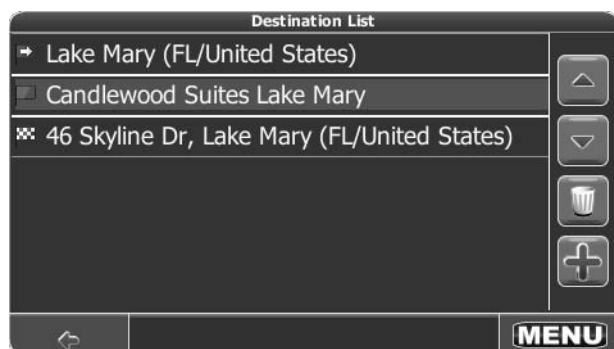 Destination List
Lake Mary (FL/United States)
Candlewood Suites Lake Mary
46 Skyline Dr, Lake Mary (FL/United States)
MENU